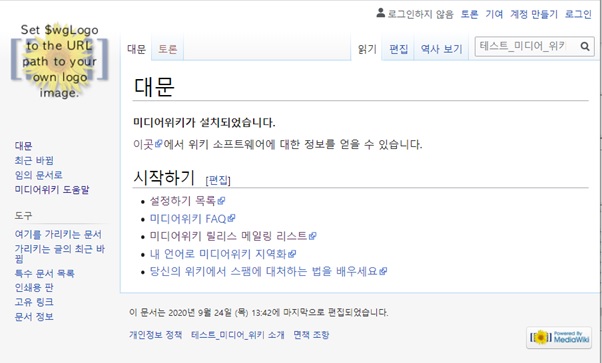 로그인하지 않음 토론 기여 계정 만들기 로그인
Set $wgLogo
to the URL
path to your
own logo
image.
대문 토론 읽기 편집 역사 보기 테스트_미디어_위키
대문
미디어위키가 설치되었습니다.
이곳에서 위키 소프트웨어에 대한 정보를 얻을 수 있습니다.
대문
최근 바뀜
임의 문서로
미디어위키 도움말
시작하기 [편집]
설정하기 목록
미디어위키 FAQ
미디어위키 릴리스 메일링 리스트
내 언어로 미디어위키 지역화
당신의 위키에서 스팸에 대처하는 법을 배우세요
도구
여기를 가리키는 문서
가리키는 글의 최근 바
뀜
특수 문서 목록
인쇄용 판
고유 링크
문서 정보
이 문서는 2020년 9월 24일 (목) 13:42에 마지막으로 편집되었습니다.
개인정보 정책 테스트_미디어_위키 소개 면책 조항
Powered By
MediaWiki